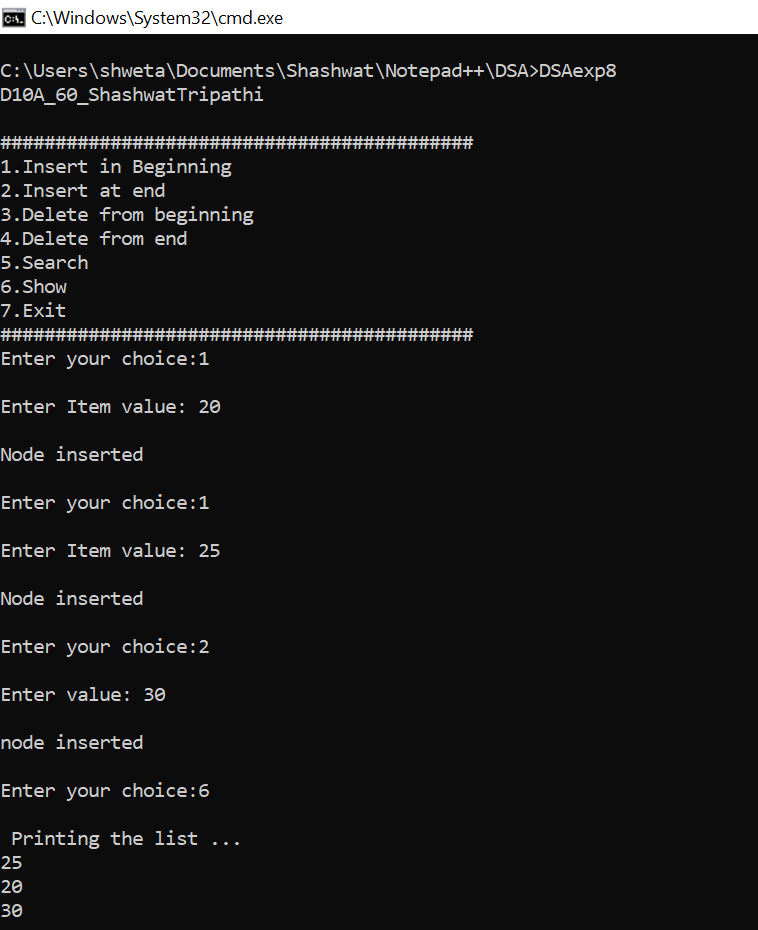 C:\Windows\System32\cmd.exe
C:\Users\shweta\Documents\Shashwat\Notepad++\DSA>DSAexp8
D10A_60_ShashwatTripathi
###########################################
1.Insert in Beginning
2.Insert at end
3.Delete from beginning
4.Delete from end
5.Search
6.Show
7.Exit
###########################################
Enter your choice:1
Enter Item value: 20
Node inserted
Enter your choice:1
Enter Item value: 25
Node inserted
Enter your choice:2
Enter value: 30
node inserted
Enter your choice:6
Printing the list ...
25
20
30